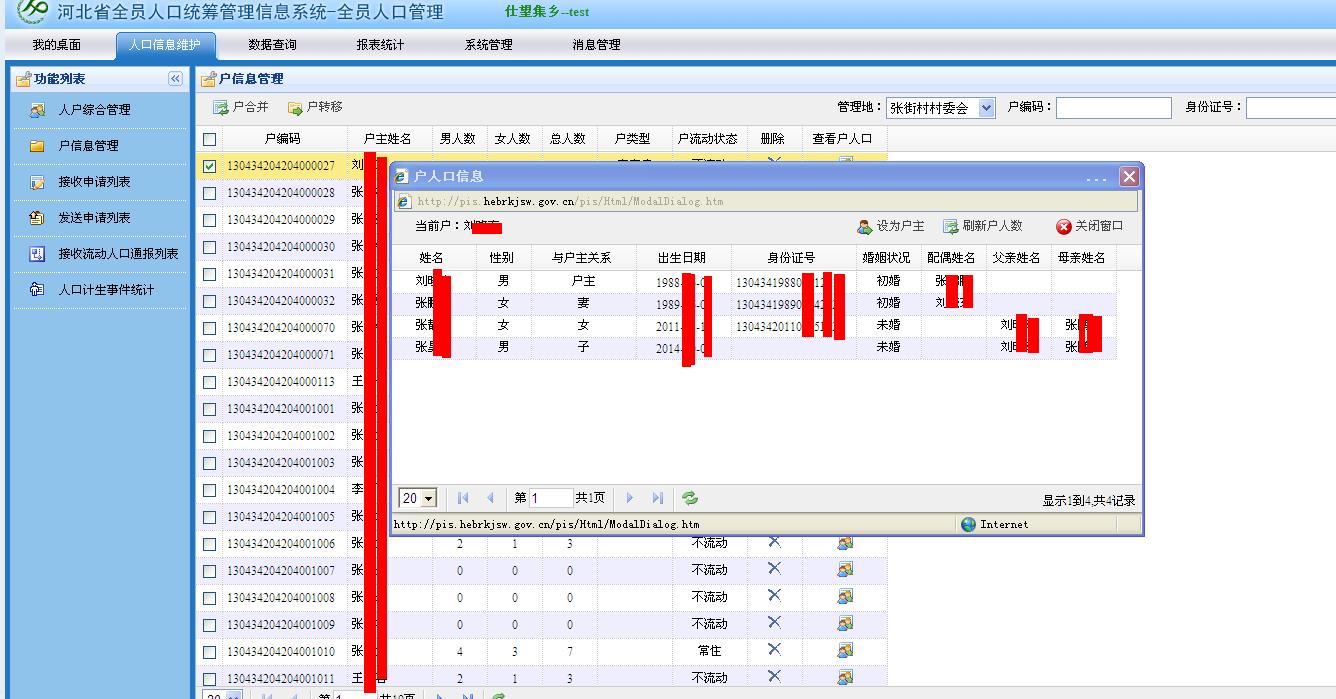 河北省全员人口统筹管理信息系统-全员人口管理 仕望集乡--test
我的桌面 人口信息维护 数据查询 报表统计 系统管理 消息管理
功能列表
人户综合管理
户信息管理
接收申请列表
发送申请列表
接收流动人口通报列表
人口计生事件统计
户信息管理
户合并 户转移 管理地: 张街村村委会 户编码: 身份证号:
户编码 户主姓名 男人数 女人数 总人数 户类型 户流动状态 删除 查看户人口
130434204204000027 刘
130434204204000028 张
130434204204000029 张
130434204204000030 张
130434204204000031 张
130434204204000032 张
130434204204000070 张
130434204204000071 张
130434204204000113 王
130434204204001001 张
130434204204001002 张
130434204204001003 张
130434204204001004 李
130434204204001005 张
130434204204001006 张 2 1 3 不流动
130434204204001007 张 0 0 0 不流动
130434204204001008 张 0 0 0 不流动
130434204204001009 张 0 0 0 不流动
130434204204001010 张 4 3 7 常住
130434204204001011 王 2 1 3 不流动
20 第 1
户人口信息
http://pis.hebrkjsw.gov.cn/pis/Html/ModalDialog.htm
当前户:刘 设为户主 刷新户人数 关闭窗口
姓名 性别 与户主关系 出生日期 身份证号 婚姻状况 配偶姓名 父亲姓名 母亲姓名
刘 男 户主 1988- 13043419880 初婚 张
张 女 妻 1989- 13043419890 初婚 刘
张 女 女 2011- 13043420110 未婚 刘 张
张 男 子 2014- 未婚 刘 张
20 第 1 共1页 显示1到4,共4记录
http://pis.hebrkjsw.gov.cn/pis/Html/ModalDialog.htm Internet